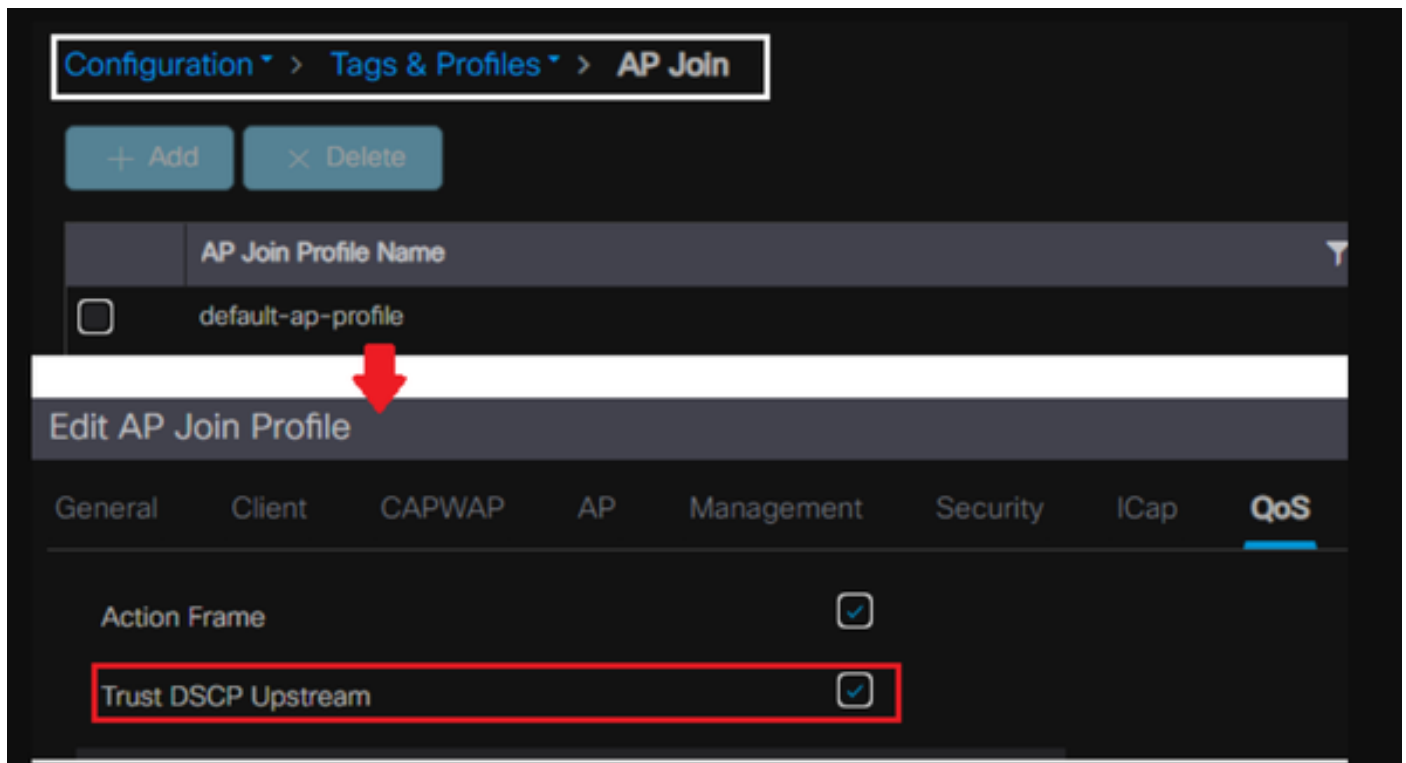 Configuration > Tags & Profiles > AP Join
+ Add × Delete
AP Join Profile Name
default-ap-profile
Edit AP Join Profile
General Client CAPWAP AP Management Security ICap QoS
Action Frame
Trust DSCP Upstream